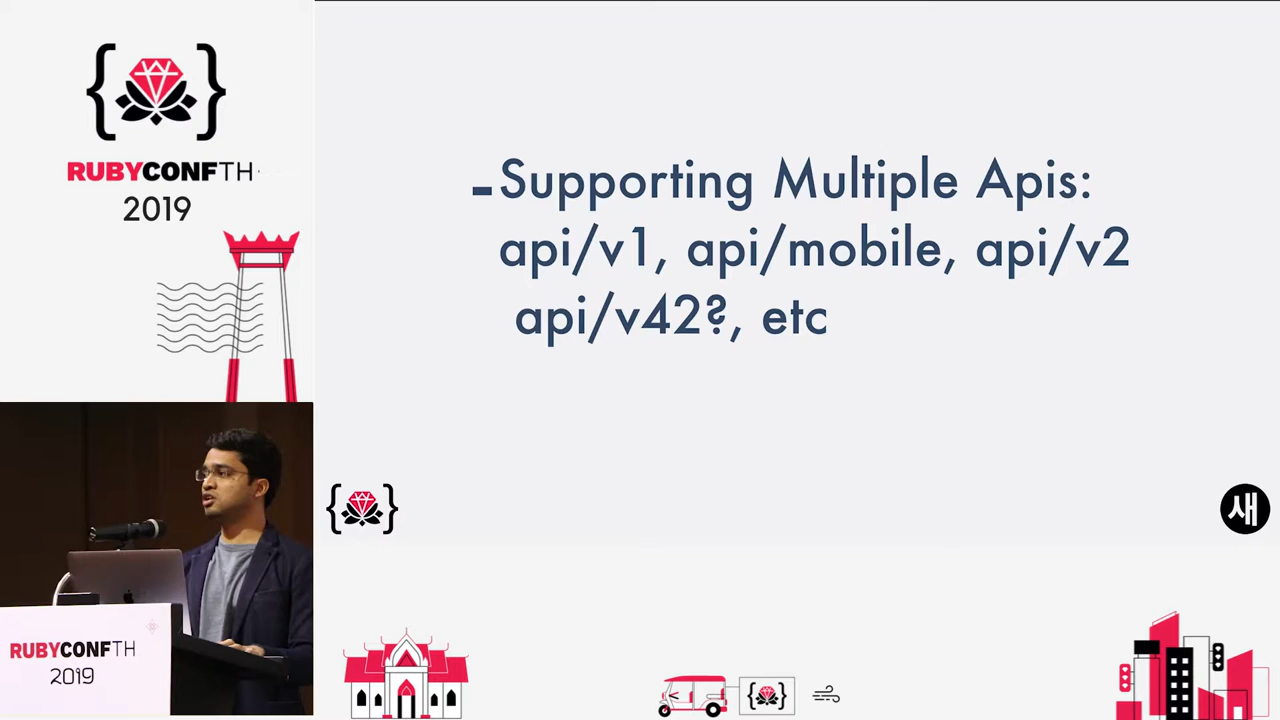 RUBYCONFTH
2019
-Supporting Multiple Apis:
api/v1, api/mobile, api/v2
api/v42?, etc
새
RUBYCONFTH
2019